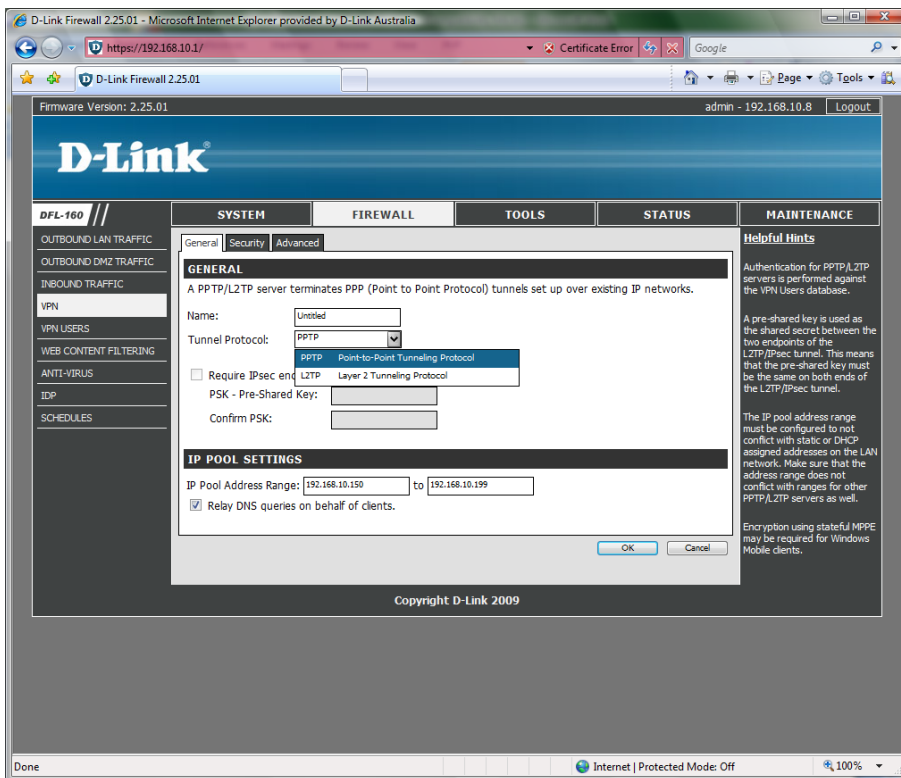 D-Link Firewall 2.25.01 - Microsoft Internet Explorer provided by D-Link Australia
https://192.168.10.1/ Certificate Error Google
D-Link Firewall 2.25.01 Page Tools
Firmware Version: 2.25.01 admin - 192.168.10.8 Logout
D-Link®
DFL-160 SYSTEM FIREWALL TOOLS STATUS MAINTENANCE
OUTBOUND LAN TRAFFIC
OUTBOUND DMZ TRAFFIC
INBOUND TRAFFIC
VPN
VPN USERS
WEB CONTENT FILTERING
ANTI-VIRUS
IDP
SCHEDULES
General Security Advanced
GENERAL
A PPTP/L2TP server terminates PPP (Point to Point Protocol) tunnels set up over existing IP networks.
Name: Untitled
Tunnel Protocol: PPTP
PPTP Point-to-Point Tunneling Protocol
Require IPsec enc L2TP Layer 2 Tunneling Protocol
PSK - Pre-Shared Key:
Confirm PSK:
IP POOL SETTINGS
IP Pool Address Range: 192.168.10.150 to 192.168.10.199
Relay DNS queries on behalf of clients.
OK Cancel
Helpful Hints
Authentication for PPTP/L2TP
servers is performed against
the VPN Users database.
A pre-shared key is used as
the shared secret between the
two endpoints of the
L2TP/IPsec tunnel. This means
that the pre-shared key must
be the same on both ends of
the L2TP/IPsec tunnel.
The IP pool address range
must be configured to not
conflict with static or DHCP
assigned addresses on the LAN
network. Make sure that the
address range does not
conflict with ranges for other
PPTP/L2TP servers as well.
Encryption using stateful MPPE
may be required for Windows
Mobile clients.
Copyright D-Link 2009
Done Internet | Protected Mode: Off 100%